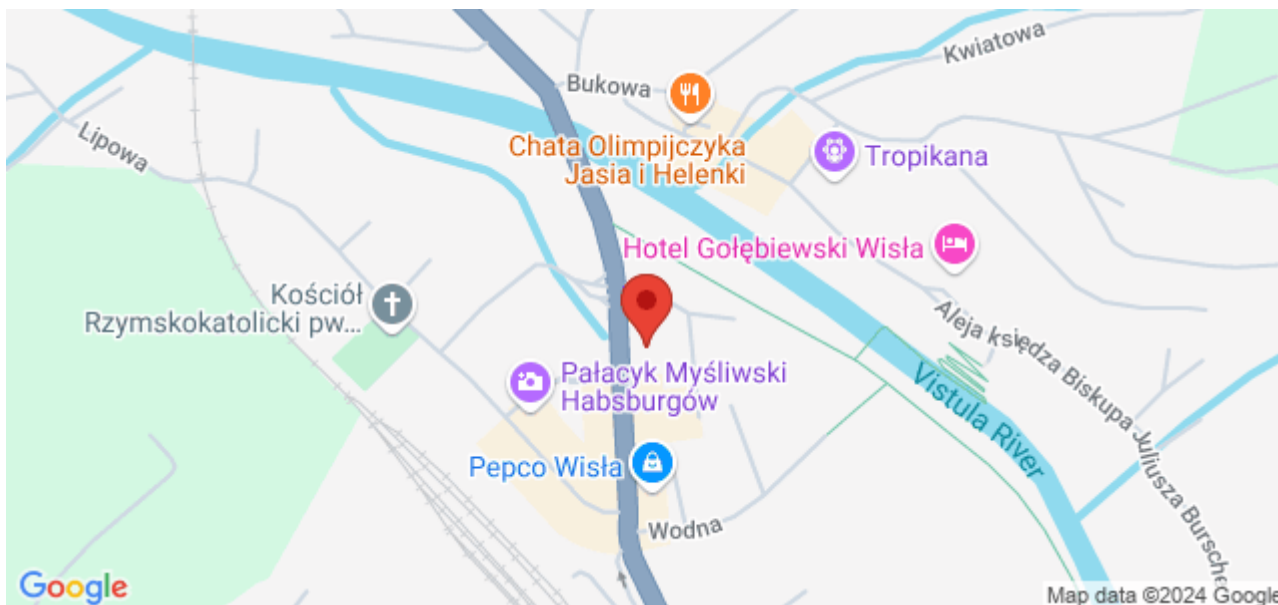 Kwiatowa
Bukowa
Chata Olimpijczyka
Jasia i Helenki
Tropikana
Lipowa
Hotel Gołębiewski Wisła
Kościół
Rzymskokatolicki pw...
Aleja księdza Biskupa Juliusza Bursche
Pałacyk Myśliwski
Habsburgów
Vistula River
Pepco Wisła
Wodna
Google
Map data ©2024 Google